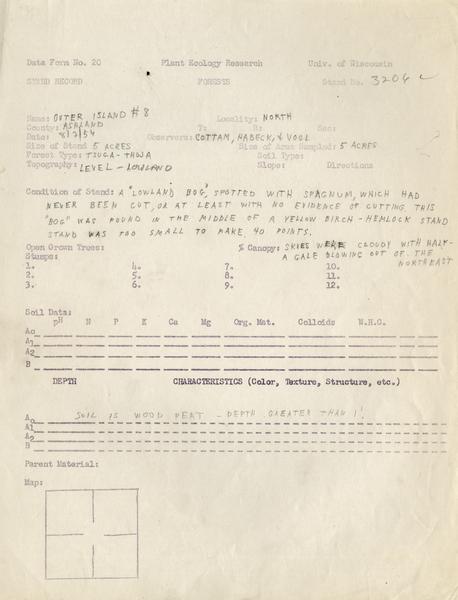 Data Form No. 20 Plant Ecology Research Univ. of Wisconsin
STAND RECORD FORESTS Stand No. 3206
Name: OUTER ISLAND #8 Locality: NORTH
County: ASHLAND T: R: Sec:
Date: 8/2/54 Observers: COTTAM, HABECK, & VOGL
Size of Stand 5 ACRES Size of Area Sampled: 5 ACRES
Forest Type: TSUGA-THUJA Soil Type:
Topography: LEVEL - LOWLAND Slope: Directions
Condition of Stand: A "LOWLAND BOG", SPOTTED WITH SPAGNUM, WHICH HAD
NEVER BEEN CUT, OR AT LEAST WITH NO EVIDENCE OF CUTTING THIS
"BOG" WAS FOUND IN THE MIDDLE OF A YELLOW BIRCH-HEMLOCK STAND
STAND WAS TOO SMALL TO MAKE 40 POINTS.
Open Grown Trees: % Canopy: SKIES WERE CLOUDY WITH HALF-
Stumps: A GALE BLOWING OUT OF THE
1. 4. 7. 10. NORTHEAST
2. 5. 8. 11.
3. 6. 9. 12.
Soil Data:
pH N P K Ca Mg Org. Mat. Colloids W.H.C.
Ao
A1
A2
B
DEPTH CHARACTERISTICS (Color, Texture, Structure, etc.)
Ao SOIL IS WOOD PEAT - DEPTH GREATER THAN 1'.
A1
A2
B
Parent Material:
Map: